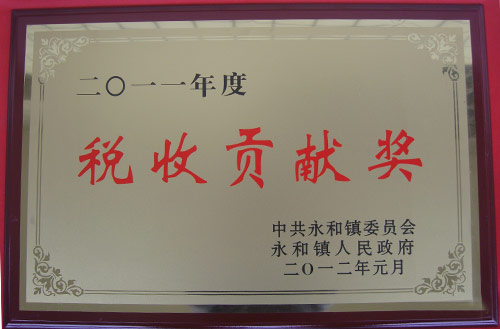 二〇一一年度
税收贡献奖
中共永和镇委员会
永和镇人民政府
二〇一二年元月